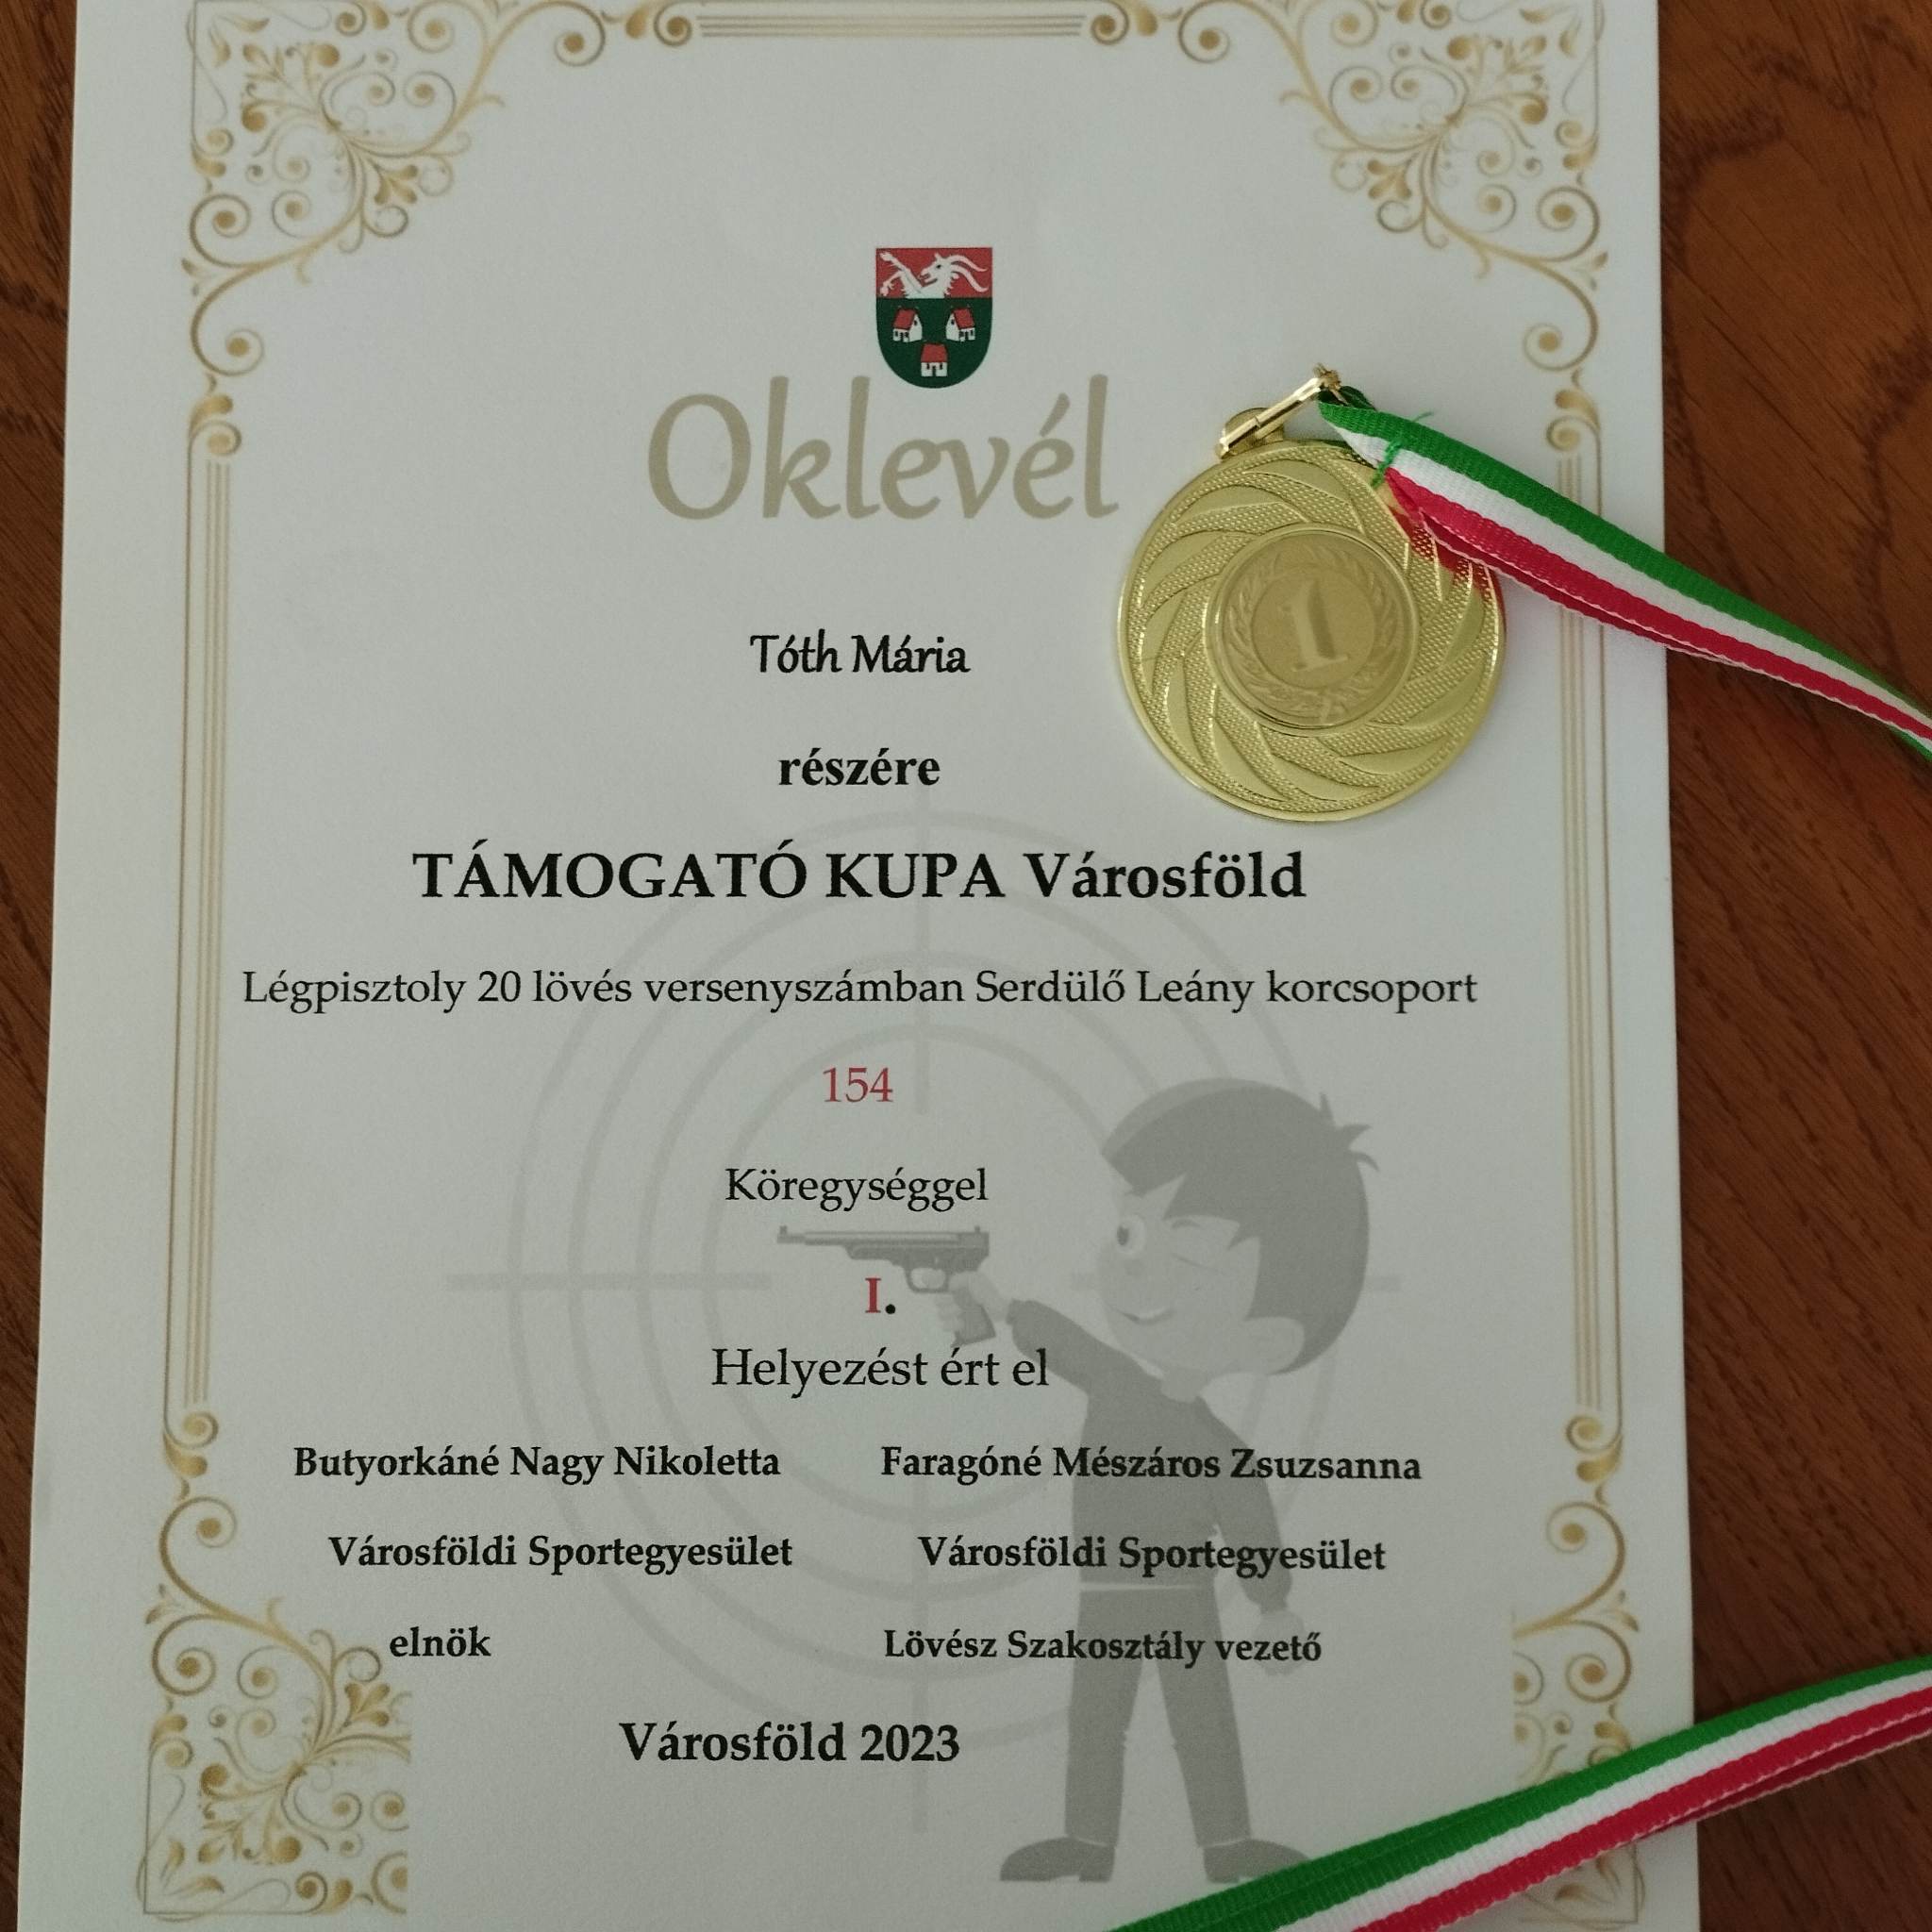 Oklevél
1
Tóth Mária
részére
TÁMOGATÓ KUPA Városföld
Légpisztoly 20 lövés versenyszámban Serdülő Leány korcsoport
154
Köregységgel
I.
Helyezést ért el
Butyorkáné Nagy Nikoletta Faragóné Mészáros Zsuzsanna
Városföldi Sportegyesület Városföldi Sportegyesület
elnök Lövész Szakosztály vezető
Városföld 2023